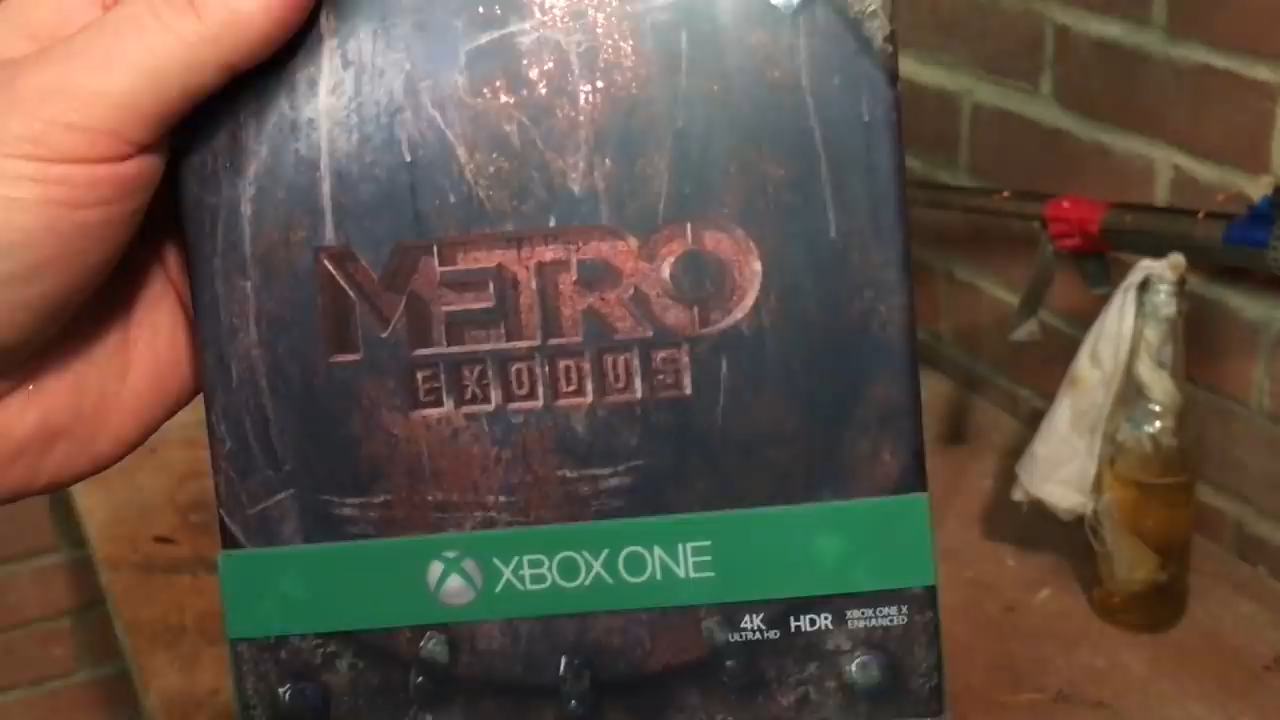 METRO
EXODUS
XBOX ONE
4K HDR XBOX ONE X
ULTRA HD ENHANCED